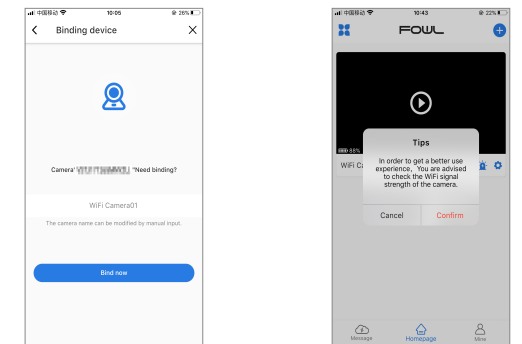 中国移动 10:05 26%
Binding device
Camera' "Need binding?
WiFi Camera01
The camera name can be modified by manual input.
Bind now
中国移动 10:43 22%
FOWL
88%
WiFi Ca
Tips
In order to get a better use
experience, You are advised
to check the WiFi signal
strength of the camera.
Cancel Confirm
Message Homepage Mine